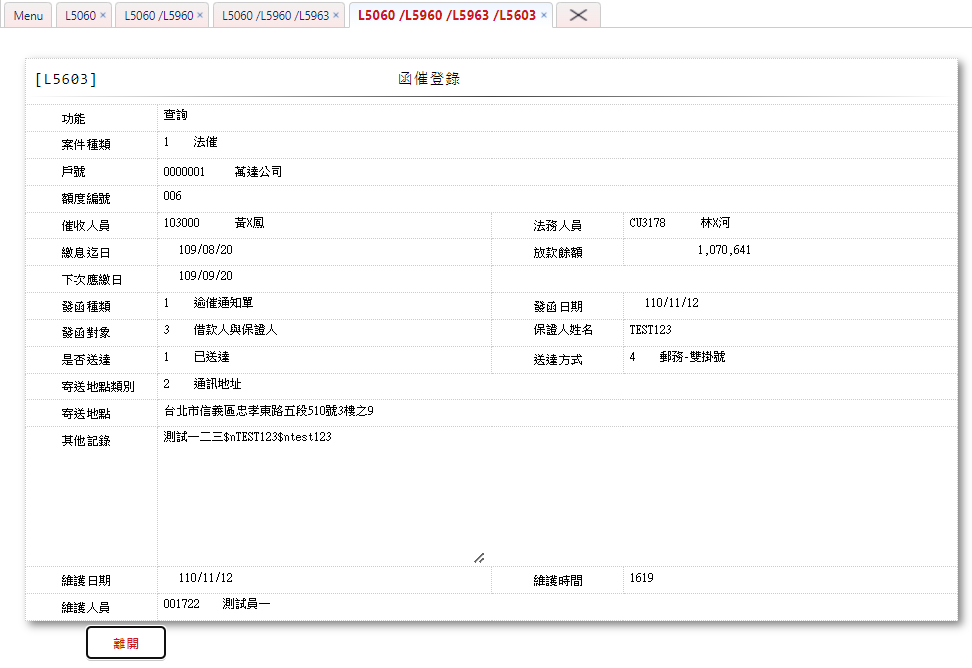 Menu L5060 × L5060 /L5960 × L5060 /L5960 /L5963 × L5060 /L5960 /L5963 /L5603 ×
[L5603] 函催登錄
功能 查詢
案件種類 1 法催
戶號 0000001 萬達公司
額度編號 006
催收人員 103000 黃X鳳 法務人員 CU3178 林X河
繳息迄日 109/08/20 放款餘額 1,070,641
下次應繳日 109/09/20
發函種類 1 逾催通知單 發函日期 110/11/12
發函對象 3 借款人與保證人 保證人姓名 TEST123
是否送達 1 已送達 送達方式 4 郵務-雙掛號
寄送地點類別 2 通訊地址
寄送地點 台北市信義區忠孝東路五段510號3樓之9
其他記錄 測試一二三$nTEST123$ntest123
維護日期 110/11/12 維護時間 1619
維護人員 001722 測試員一
離開